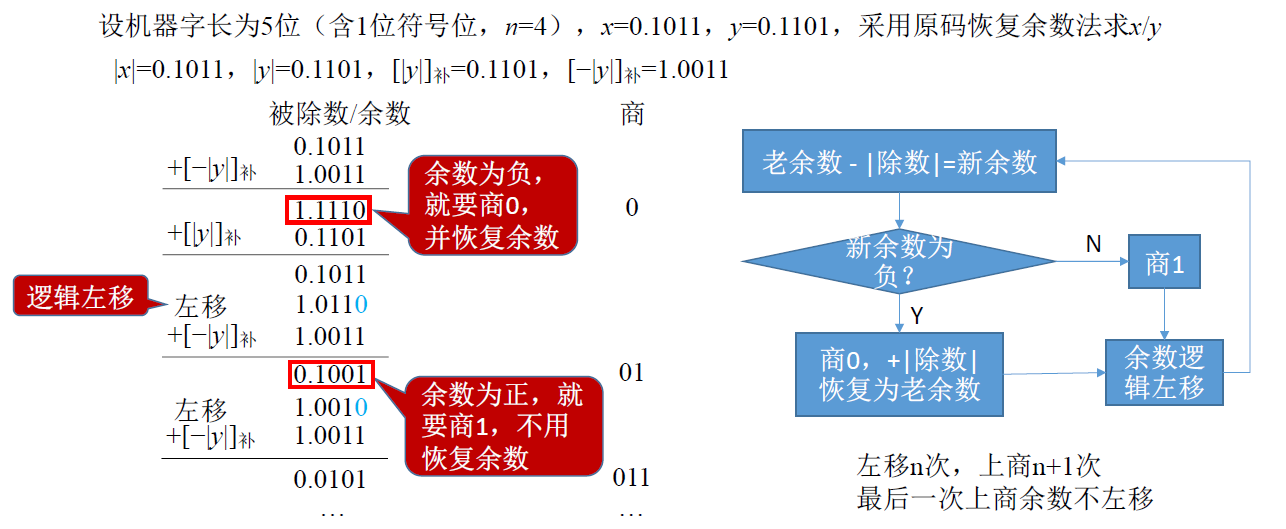 设机器字长为5位（含1位符号位，n=4），x=0.1011，y=0.1101，采用原码恢复余数法求x/y
|x|=0.1011，|y|=0.1101，[|y|]补=0.1101，[−|y|]补=1.0011
被除数/余数 商
0.1011
+[−|y|]补 1.0011
1.1110 0
+[|y|]补 0.1101
0.1011
左移 1.0110
+[−|y|]补 1.0011
0.1001 01
左移 1.0010
+[−|y|]补 1.0011
0.0101 011
… …
余数为负，
就要商0，
并恢复余数
逻辑左移
余数为正，就
要商1，不用
恢复余数
老余数 - |除数|=新余数
新余数为
负？
N
商1
Y
商0，+|除数|
恢复为老余数
余数逻
辑左移
左移n次，上商n+1次
最后一次上商余数不左移